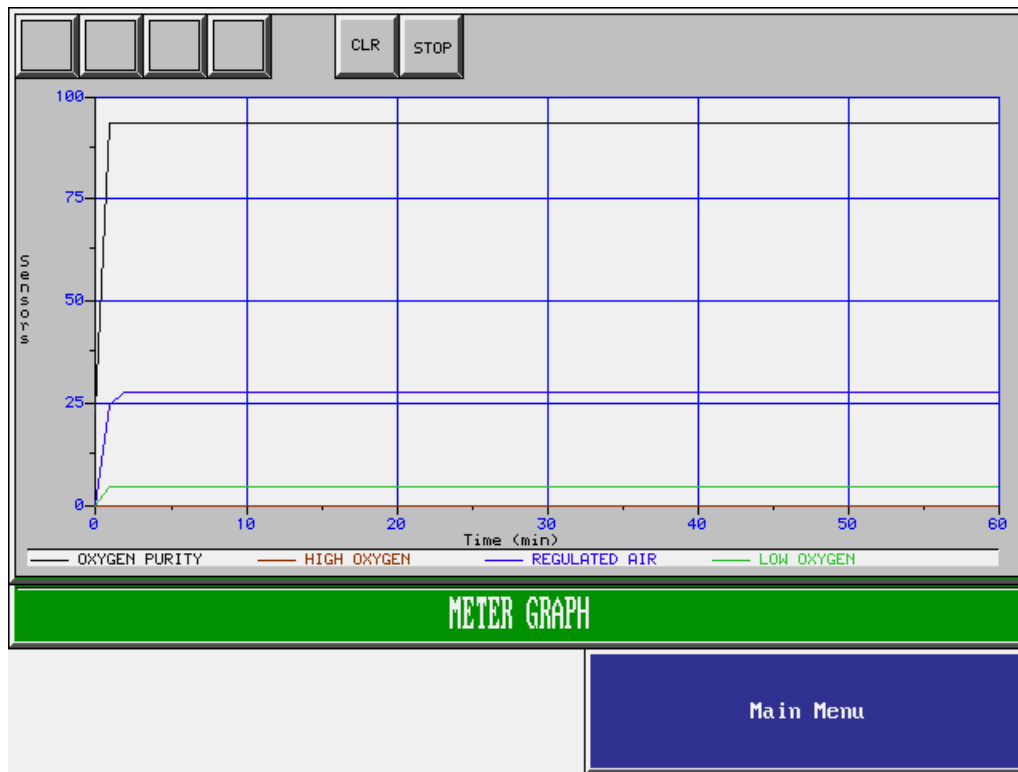 CLR STOP
100
75
50
25
0
Sensors
0 10 20 30 40 50 60
Time (min)
OXYGEN PURITY HIGH OXYGEN REGULATED AIR LOW OXYGEN
METER GRAPH
Main Menu